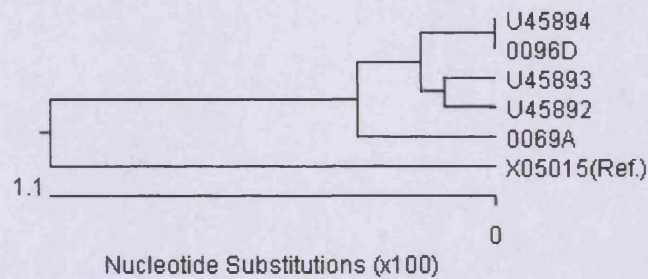 U45894
0096D
U45893
U45892
0069A
X05015(Ref.)
1.1
0
Nucleotide Substitutions (x100)